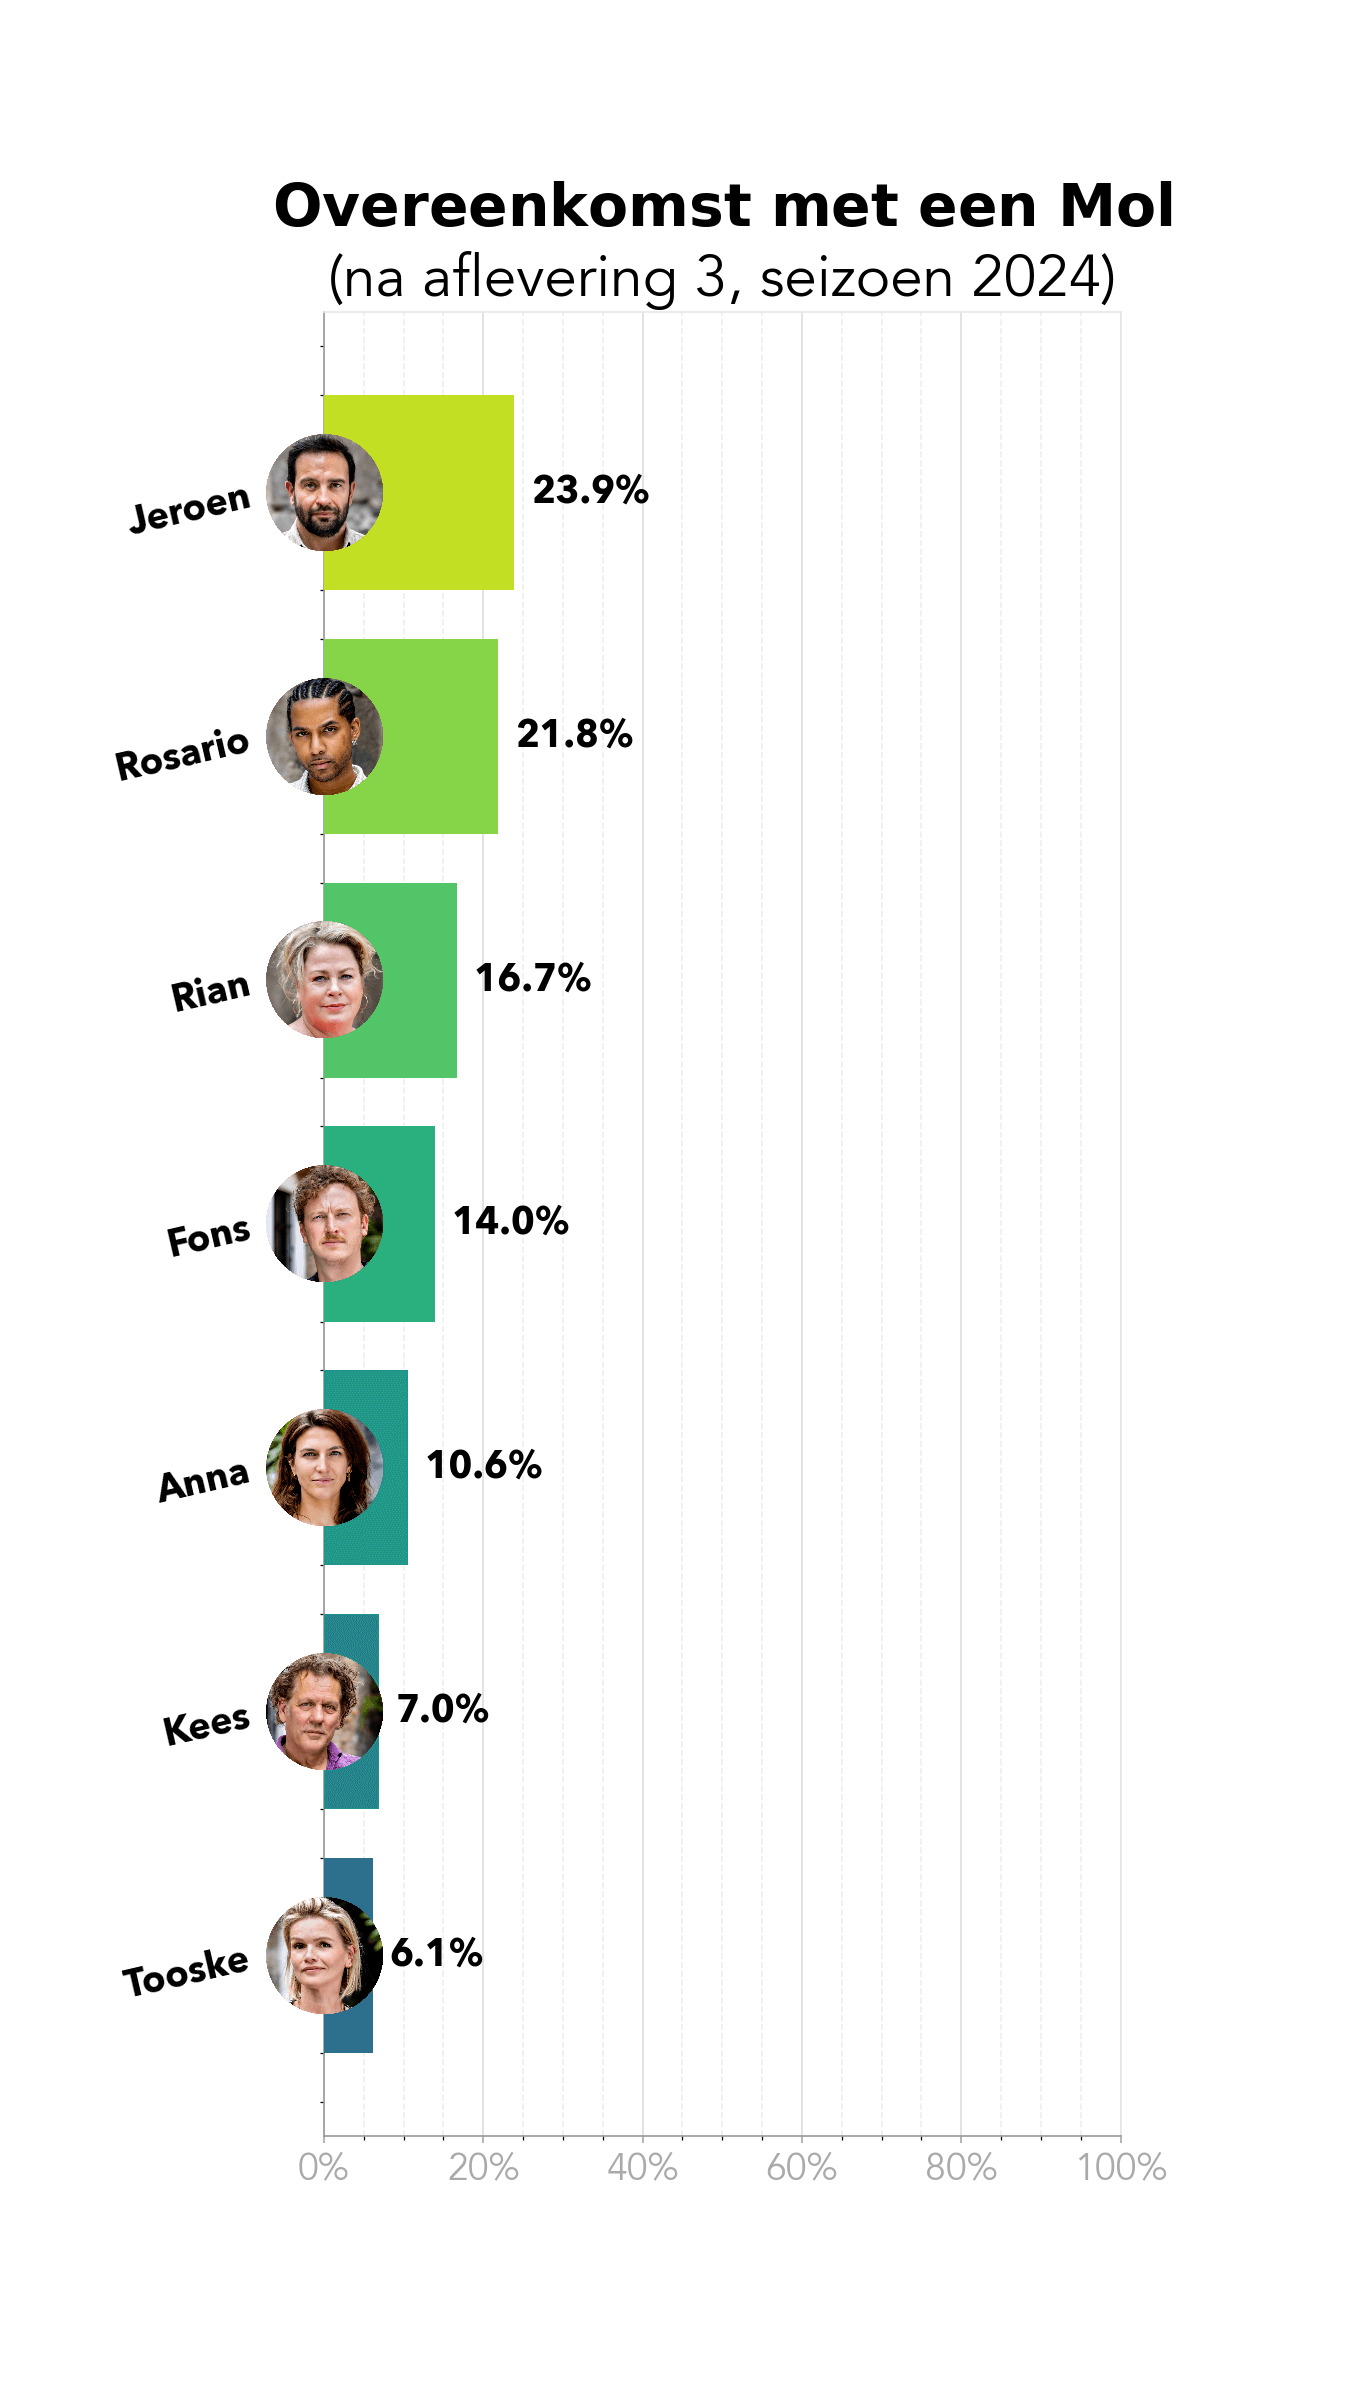 Overeenkomst met een Mol
(na aflevering 3, seizoen 2024)
Jeroen 23.9%
Rosario 21.8%
Rian 16.7%
Fons 14.0%
Anna 10.6%
Kees 7.0%
Tooske 6.1%
0% 20% 40% 60% 80% 100%